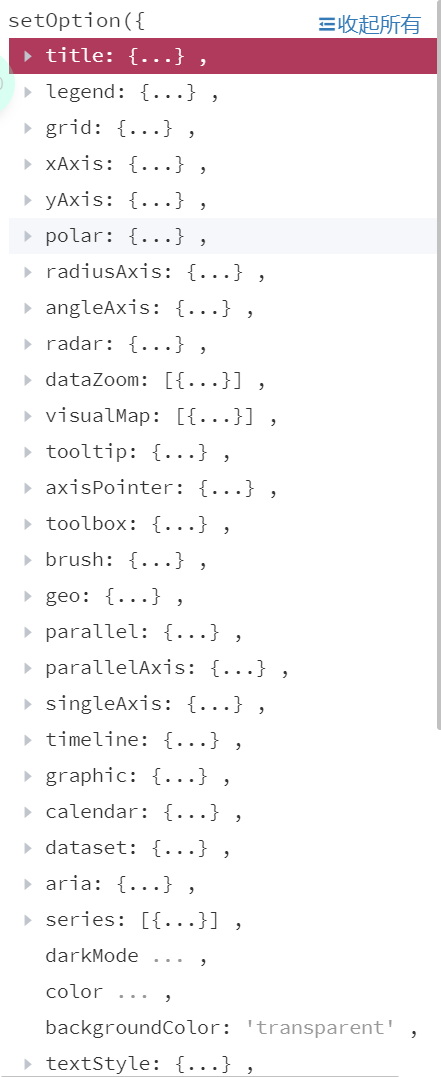 setOption({
收起所有
title: {...} ,
legend: {...} ,
grid: {...} ,
xAxis: {...} ,
yAxis: {...} ,
polar: {...} ,
radiusAxis: {...} ,
angleAxis: {...} ,
radar: {...} ,
dataZoom: [{...}] ,
visualMap: [{...}] ,
tooltip: {...} ,
axisPointer: {...} ,
toolbox: {...} ,
brush: {...} ,
geo: {...} ,
parallel: {...} ,
parallelAxis: {...} ,
singleAxis: {...} ,
timeline: {...} ,
graphic: {...} ,
calendar: {...} ,
dataset: {...} ,
aria: {...} ,
series: [{...}] ,
darkMode ... ,
color ... ,
backgroundColor: 'transparent' ,
textStyle: {...} ,